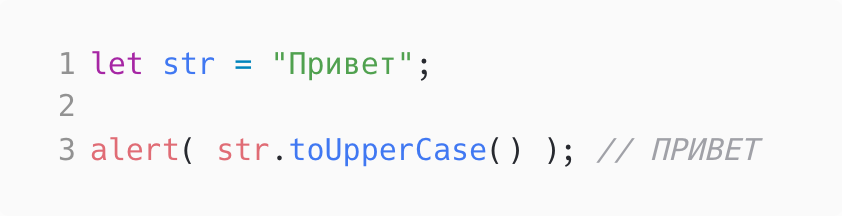 1 let str = "Привет";
2
3 alert( str.toUpperCase() ); // ПРИВЕТ